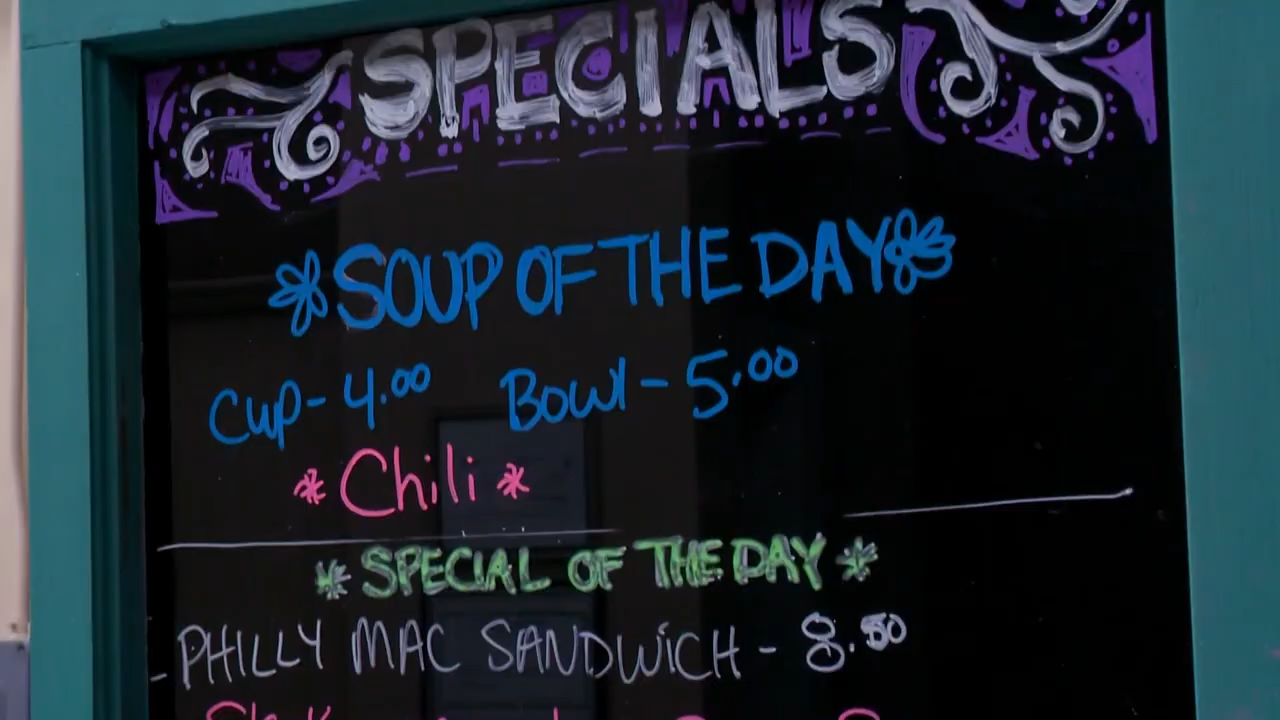 SPECIALS
SOUP OF THE DAY
Cup - 4.00 Bowl - 5.00
*Chili*
* SPECIAL OF THE DAY *
- PHILLY MAC SANDWICH - 8.50